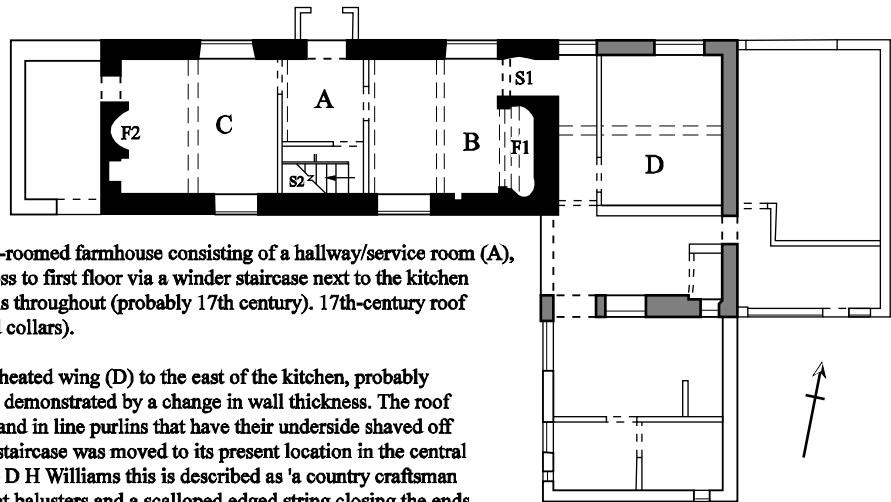 S1
A
F2
C
B
F1
D
S2
-roomed farmhouse consisting of a hallway/service room (A),
ss to first floor via a winder staircase next to the kitchen
s throughout (probably 17th century). 17th-century roof
collars).
heated wing (D) to the east of the kitchen, probably
demonstrated by a change in wall thickness. The roof
and in line purlins that have their underside shaved off
staircase was moved to its present location in the central
D H Williams this is described as 'a country craftsman
at balusters and a scalloped edged string closing the ends